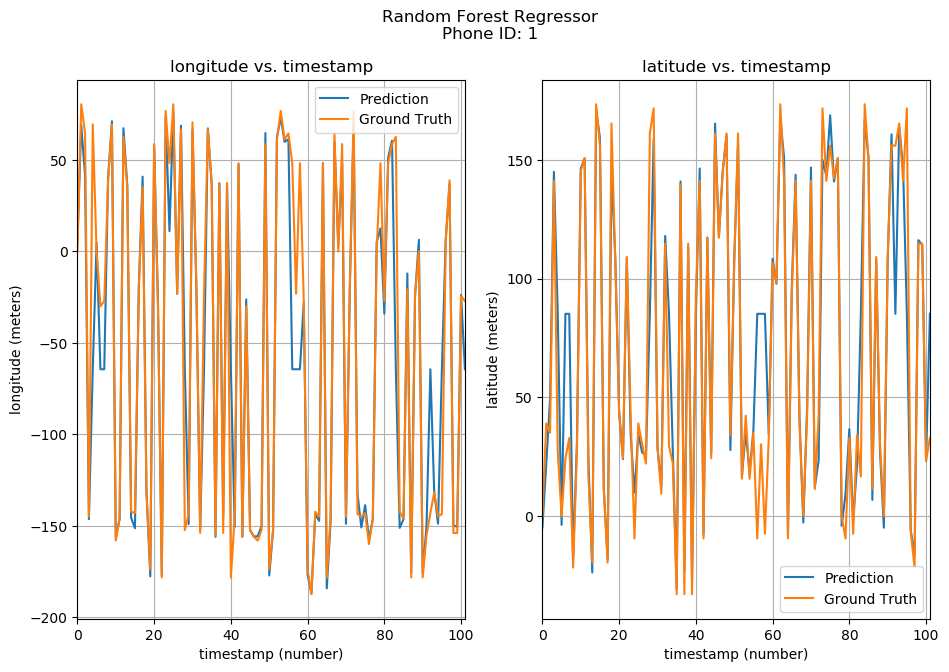 Random Forest Regressor
Phone ID: 1
longitude vs. timestamp
longitude (meters)
50
0
−50
−100
−150
−200
0
20
40
60
80
100
timestamp (number)
Prediction
Ground Truth
latitude vs. timestamp
latitude (meters)
150
100
50
0
0
20
40
60
80
100
timestamp (number)
Prediction
Ground Truth